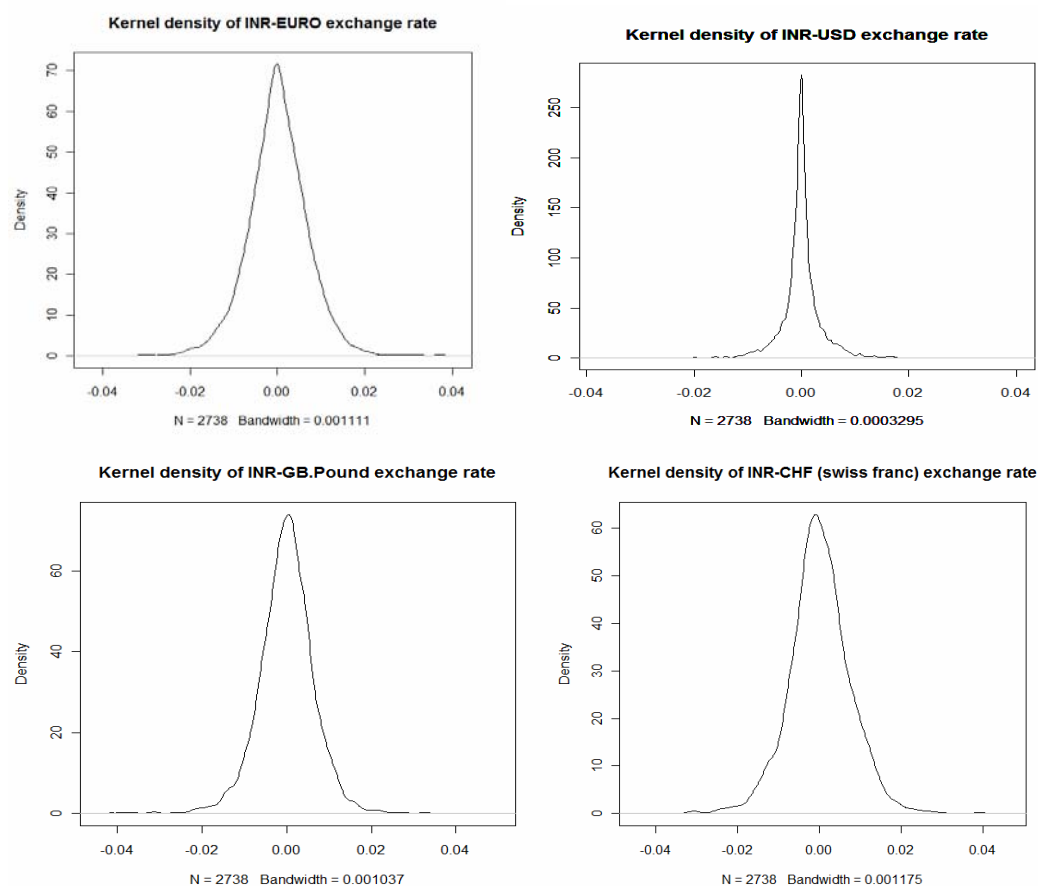 Kernel density of INR-EURO exchange rate
Density
0 10 20 30 40 50 60 70
-0.04 -0.02 0.00 0.02 0.04
N = 2738 Bandwidth = 0.001111
Kernel density of INR-USD exchange rate
Density
0 50 100 150 200 250
-0.04 -0.02 0.00 0.02 0.04
N = 2738 Bandwidth = 0.0003295
Kernel density of INR-GB.Pound exchange rate
Density
0 20 40 60
-0.04 -0.02 0.00 0.02 0.04
N = 2738 Bandwidth = 0.001037
Kernel density of INR-CHF (swiss franc) exchange rate
Density
0 10 20 30 40 50 60
-0.04 -0.02 0.00 0.02 0.04
N = 2738 Bandwidth = 0.001175